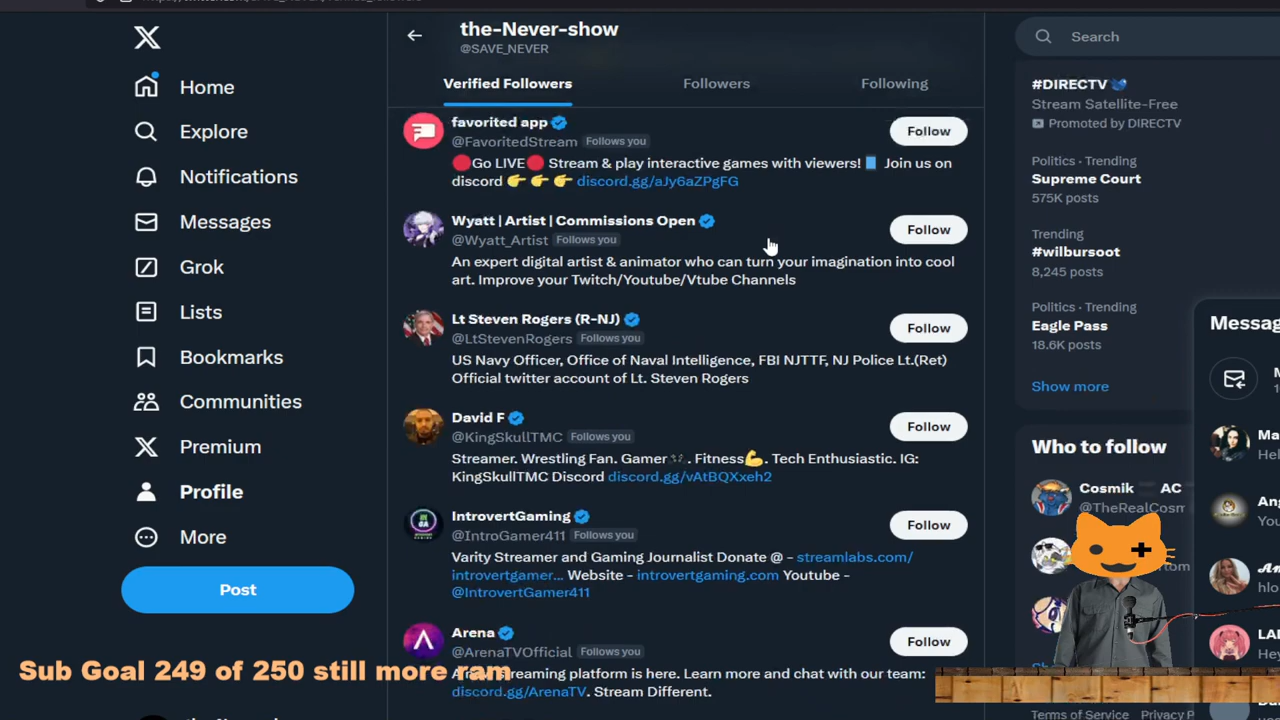 Home
Explore
Notifications
Messages
Grok
Lists
Bookmarks
Communities
Premium
Profile
More
Post
the-Never-show
@SAVE_NEVER
Verified Followers
Followers
Following
favorited app
@FavoritedStream Follows you
Follow
🔴Go LIVE🔴 Stream & play interactive games with viewers! 📘 Join us on
discord 👉 👉 👉 discord.gg/aJy6aZPgFG
Wyatt | Artist | Commissions Open
@Wyatt_Artist Follows you
Follow
An expert digital artist & animator who can turn your imagination into cool
art. Improve your Twitch/Youtube/Vtube Channels
Lt Steven Rogers (R-NJ)
@LtStevenRogers Follows you
Follow
US Navy Officer, Office of Naval Intelligence, FBI NJTTF, NJ Police Lt.(Ret)
Official twitter account of Lt. Steven Rogers
David F
@KingSkullTMC Follows you
Follow
Streamer. Wrestling Fan. Gamer🎮. Fitness💪. Tech Enthusiastic. IG:
KingSkullTMC Discord discord.gg/vAtBQXxeh2
IntrovertGaming
@IntroGamer411 Follows you
Follow
Varity Streamer and Gaming Journalist Donate @ - streamlabs.com/
introvertgamer... Website - introvertgaming.com Youtube -
@IntrovertGamer411
Arena
@ArenaTVOfficial Follows you
Follow
streaming platform is here. Learn more and chat with our team:
discord.gg/ArenaTV. Stream Different.
Sub Goal 249 of 250 still more ram
Search
#DIRECTV
Stream Satellite-Free
Promoted by DIRECTV
Politics · Trending
Supreme Court
575K posts
Trending
#wilbursoot
8,245 posts
Politics · Trending
Eagle Pass
18.6K posts
Show more
Who to follow
Cosmik AC
@TheRealCosm
Terms of Service Privacy P
Messag
Ma
Hel
Ang
You
hlo
LAI
Hey